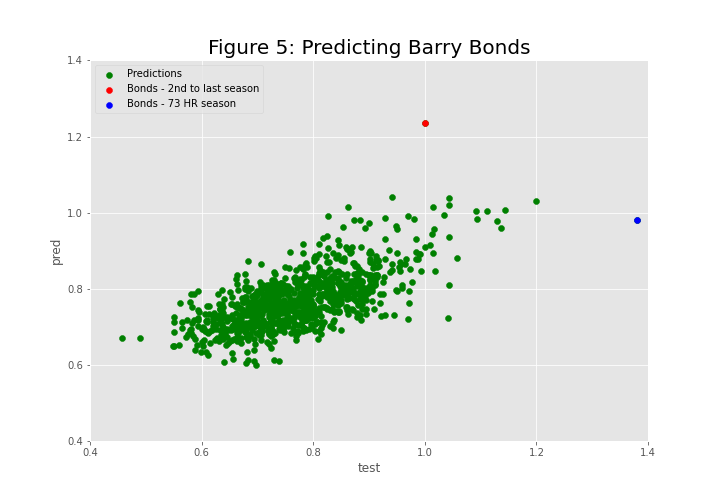 Figure 5: Predicting Barry Bonds
Predictions
Bonds - 2nd to last season
Bonds - 73 HR season
1.4
1.2
1.0
0.8
0.6
0.4
pred
0.4 0.6 0.8 1.0 1.2 1.4
test